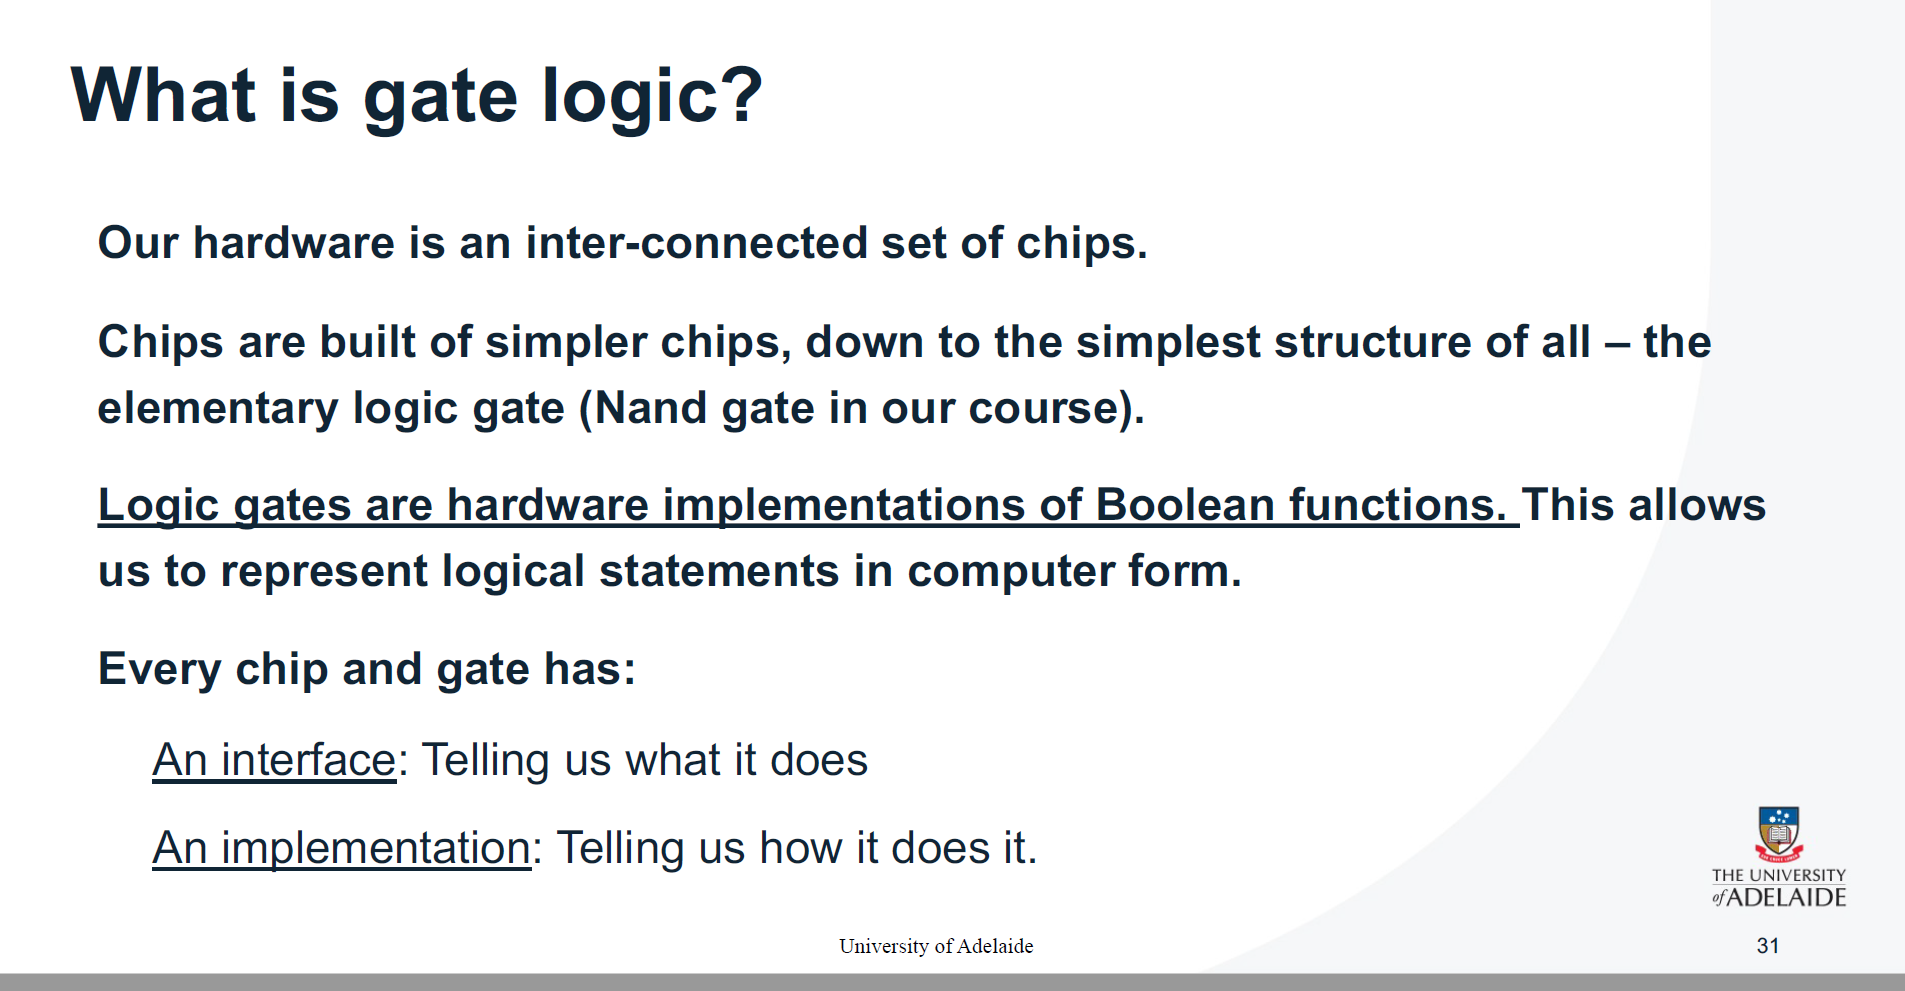 What is gate logic?
Our hardware is an inter-connected set of chips.
Chips are built of simpler chips, down to the simplest structure of all – the
elementary logic gate (Nand gate in our course).
Logic gates are hardware implementations of Boolean functions. This allows
us to represent logical statements in computer form.
Every chip and gate has:
An interface: Telling us what it does
An implementation: Telling us how it does it.
THE UNIVERSITY
of ADELAIDE
University of Adelaide
31